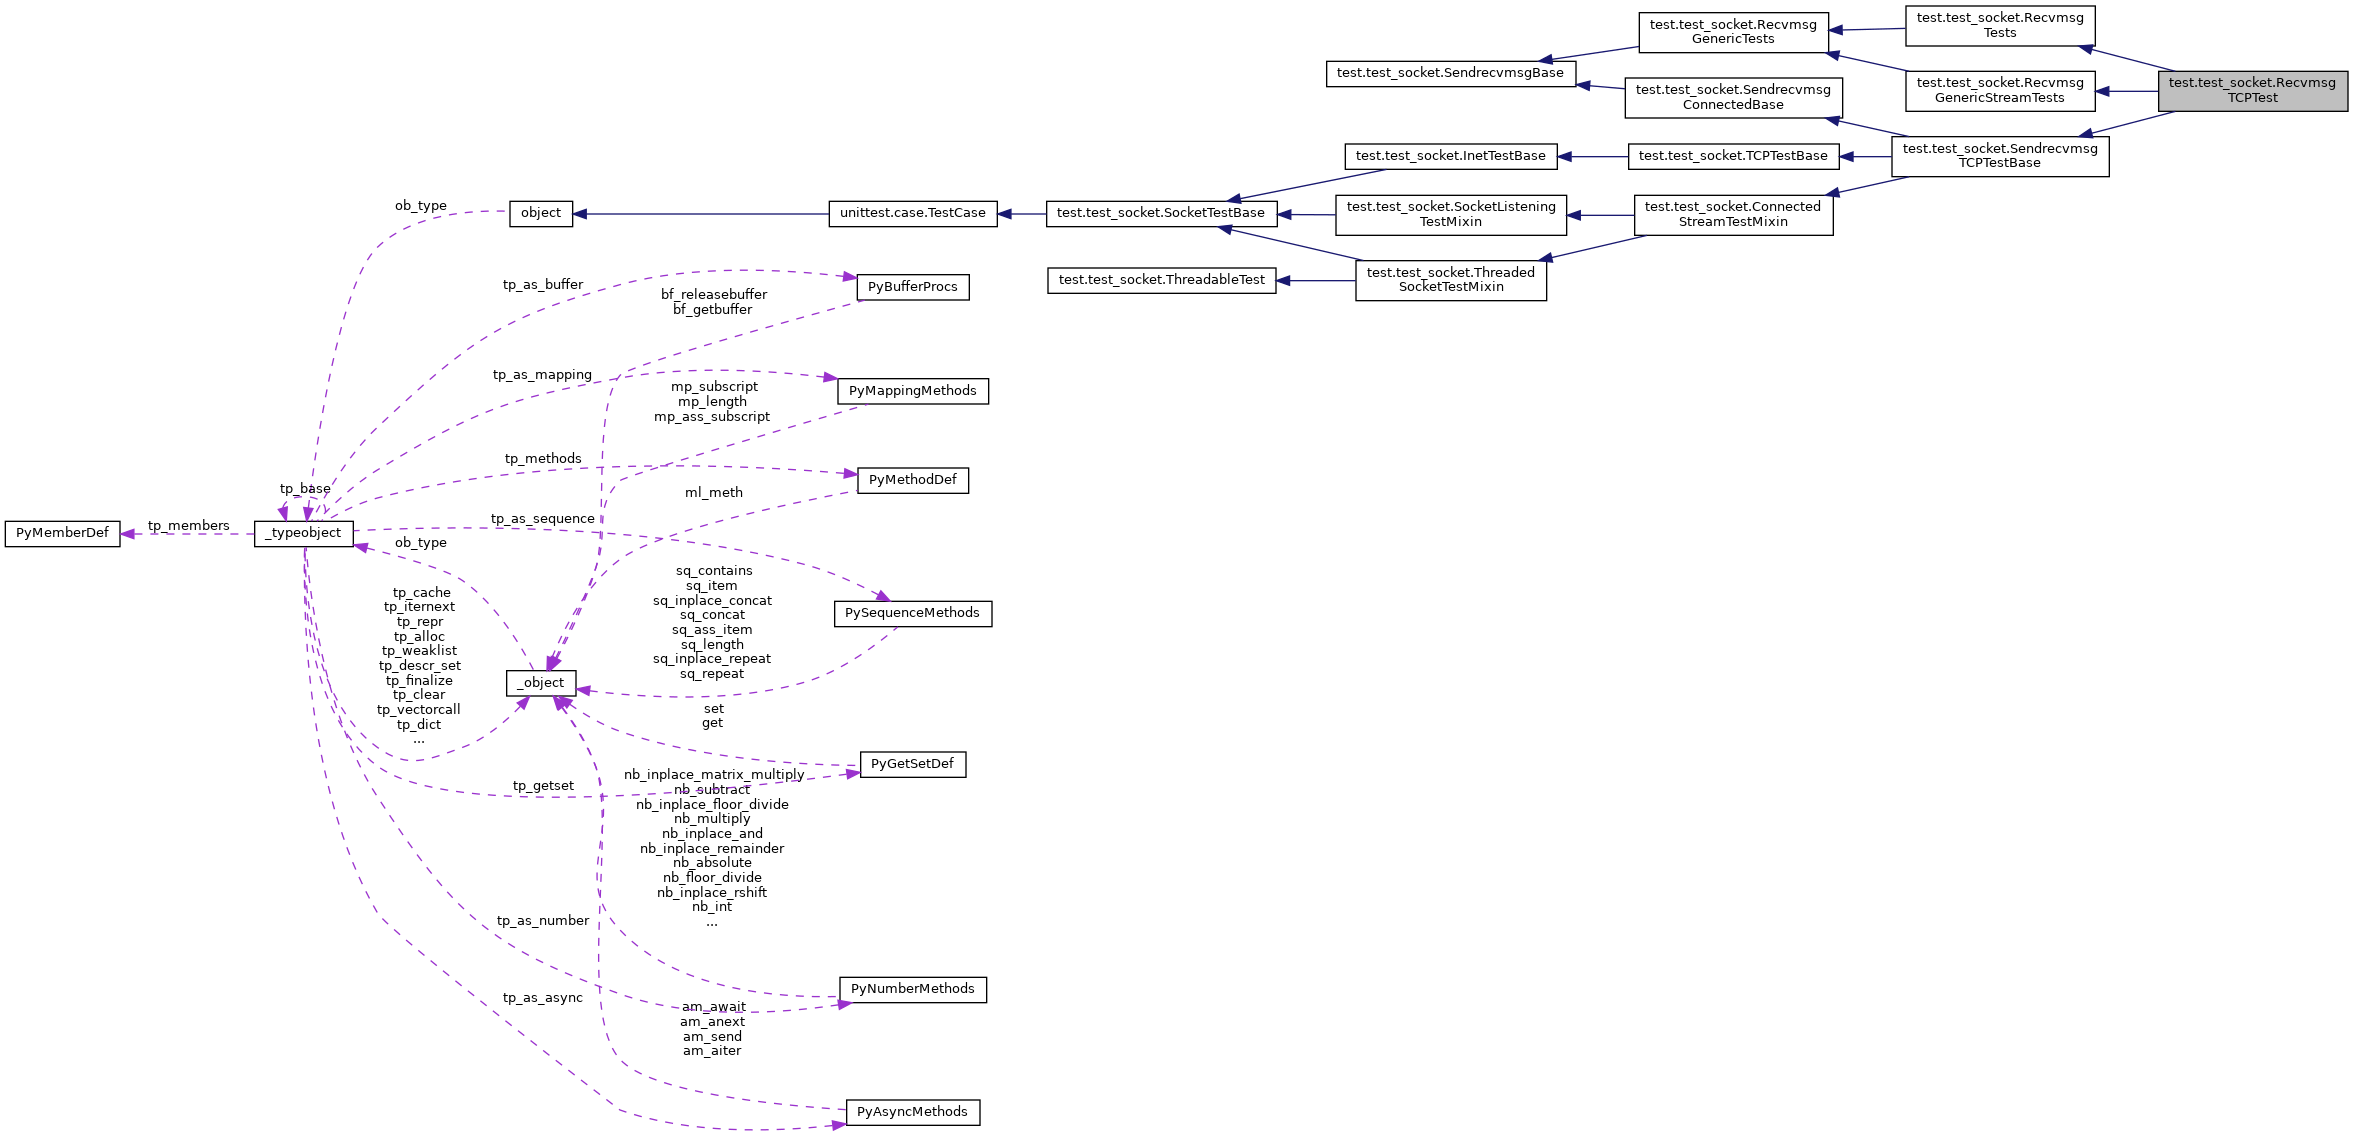 test.test_socket.Recvmsg
Tests
test.test_socket.Recvmsg
GenericTests
test.test_socket.SendrecvmsgBase
test.test_socket.Recvmsg
GenericStreamTests
test.test_socket.Recvmsg
TCPTest
test.test_socket.Sendrecvmsg
ConnectedBase
test.test_socket.Sendrecvmsg
TCPTestBase
test.test_socket.InetTestBase
test.test_socket.TCPTestBase
ob_type
object
unittest.case.TestCase
test.test_socket.SocketTestBase
test.test_socket.SocketListening
TestMixin
test.test_socket.Connected
StreamTestMixin
test.test_socket.ThreadableTest
test.test_socket.Threaded
SocketTestMixin
tp_as_buffer
PyBufferProcs
bf_releasebuffer
bf_getbuffer
tp_as_mapping
PyMappingMethods
mp_subscript
mp_length
mp_ass_subscript
tp_methods
PyMethodDef
ml_meth
tp_base
PyMemberDef
tp_members
_typeobject
tp_as_sequence
ob_type
PySequenceMethods
sq_contains
sq_item
sq_inplace_concat
sq_concat
sq_ass_item
sq_length
sq_inplace_repeat
sq_repeat
tp_cache
tp_iternext
tp_repr
tp_alloc
tp_weaklist
tp_descr_set
tp_finalize
tp_clear
tp_vectorcall
tp_dict
...
_object
set
get
PyGetSetDef
tp_getset
nb_inplace_matrix_multiply
nb_subtract
nb_inplace_floor_divide
nb_multiply
nb_inplace_and
nb_inplace_remainder
nb_absolute
nb_floor_divide
nb_inplace_rshift
nb_int
...
tp_as_number
PyNumberMethods
tp_as_async
am_await
am_anext
am_send
am_aiter
PyAsyncMethods